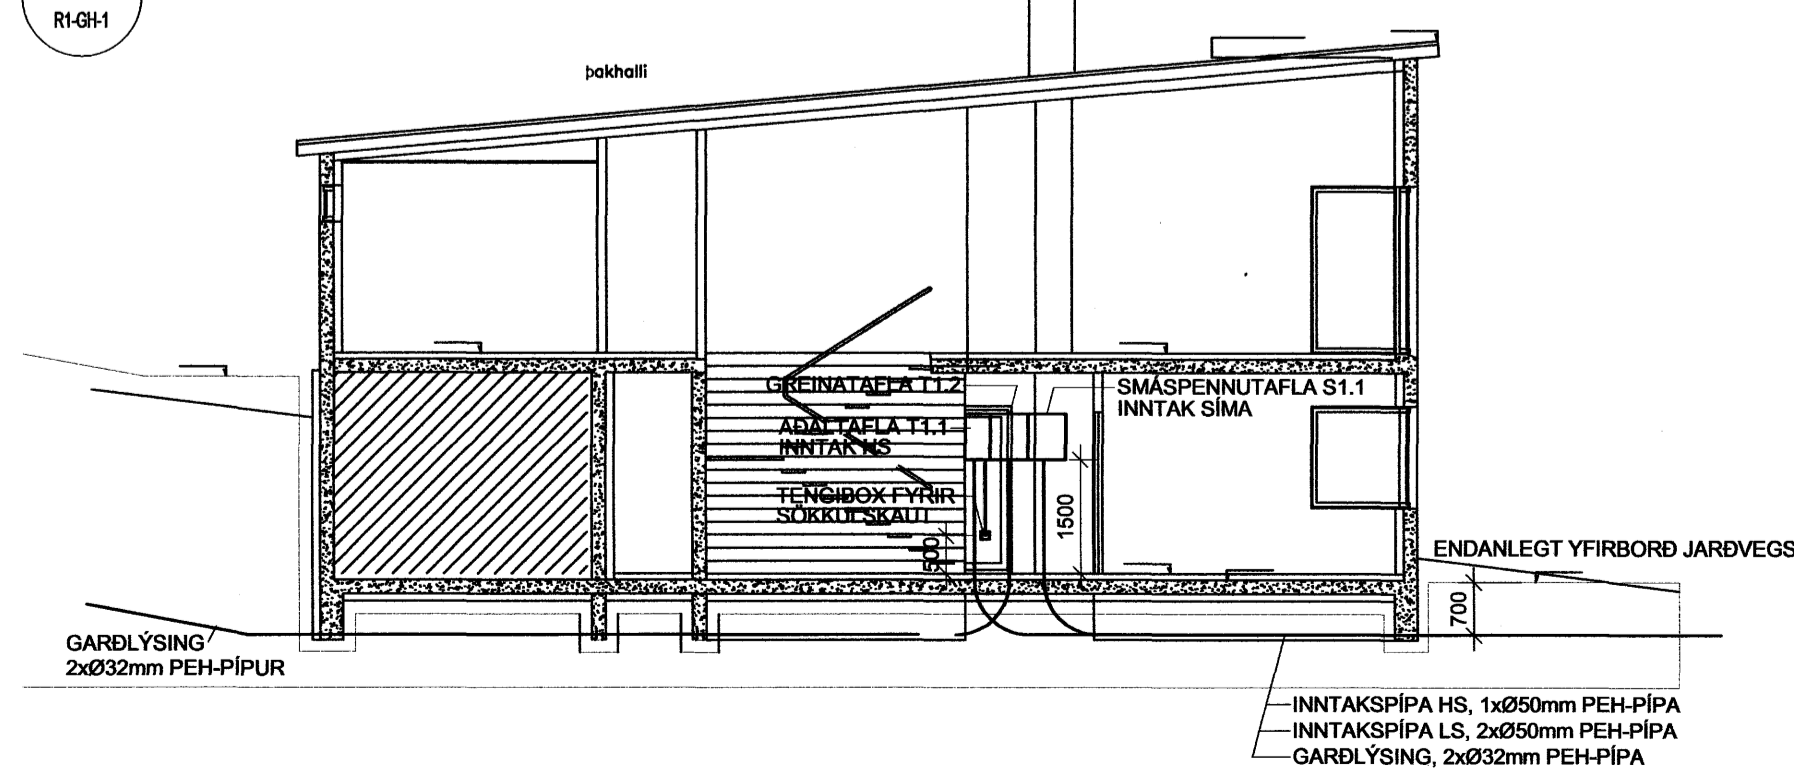 R1-GH-1
þakhalli
GREINATAFLA T1.2
SMÁSPENNUTAFLA S1.1
INNTAK SÍMA
AÐALTAFLA T1.1
INNTAK HS
TENGIBOX FYRIR
SÖKKULSKAUT
500
1500
ENDANLEGT YFIRBORÐ JARÐVEGS
700
GARÐLÝSING
2xØ32mm PEH-PÍPUR
INNTAKSPÍPA HS, 1xØ50mm PEH-PÍPA
INNTAKSPÍPA LS, 2xØ50mm PEH-PÍPA
GARÐLÝSING, 2xØ32mm PEH-PÍPA